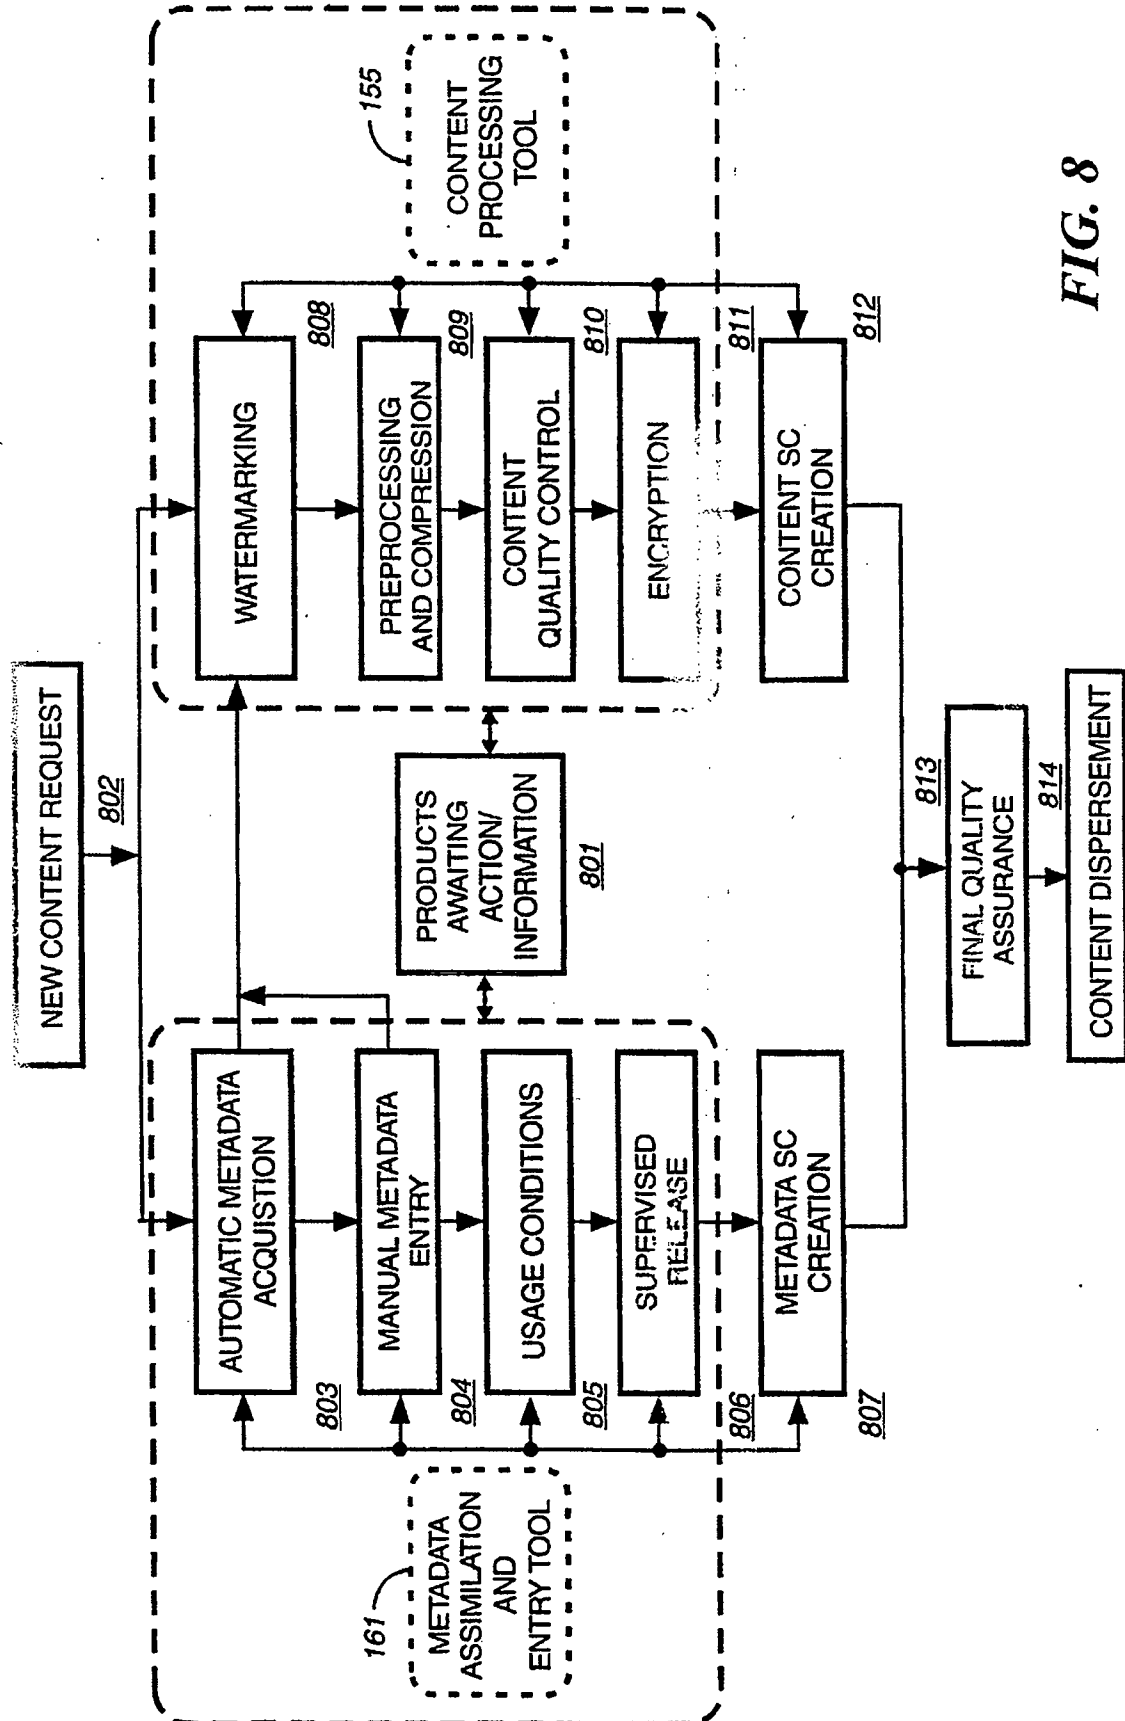 NEW CONTENT REQUEST
802
161
METADATA
ASSIMILATION
AND
ENTRY TOOL
AUTOMATIC METADATA
ACQUISTION
803
MANUAL METADATA
ENTRY
804
USAGE CONDITIONS
805
SUPERVISED
RELEASE
806
METADATA SC
CREATION
807
PRODUCTS
AWAITING
ACTION/
INFORMATION
801
WATERMARKING
808
PREPROCESSING
AND COMPRESSION
809
CONTENT
QUALITY CONTROL
810
ENCRYPTION
811
CONTENT SC
CREATION
812
155
CONTENT
PROCESSING
TOOL
813
FINAL QUALITY
ASSURANCE
814
CONTENT DISPERSEMENT
FIG. 8